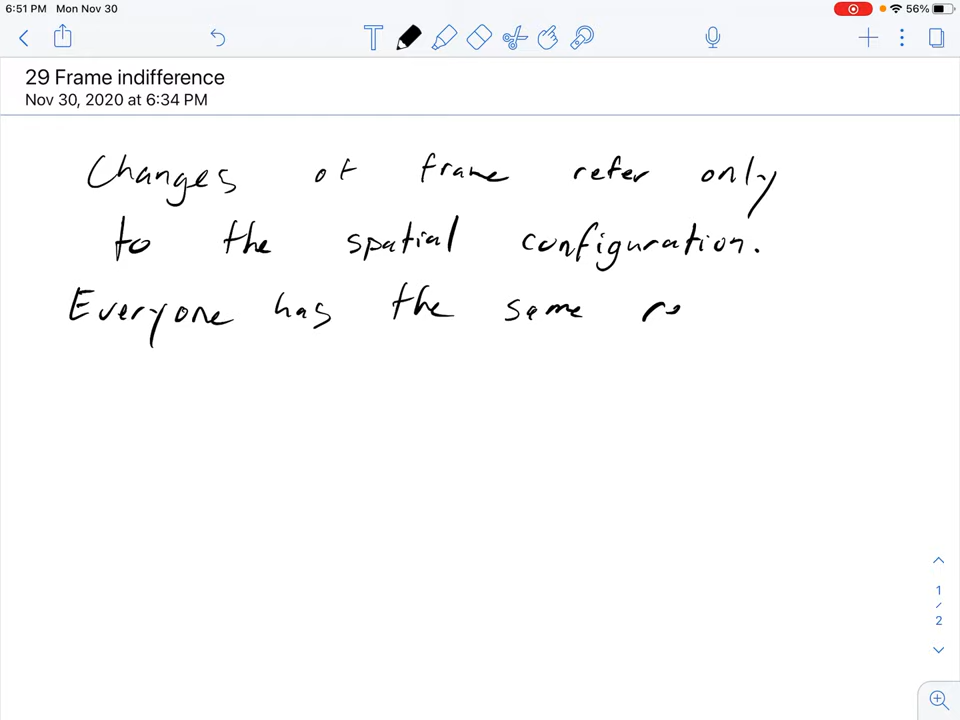 6:51 PM Mon Nov 30
56%
29 Frame indifference
Nov 30, 2020 at 6:34 PM
Changes of frame refer only
to the spatial configuration.
Everyone has the same
1
/
2